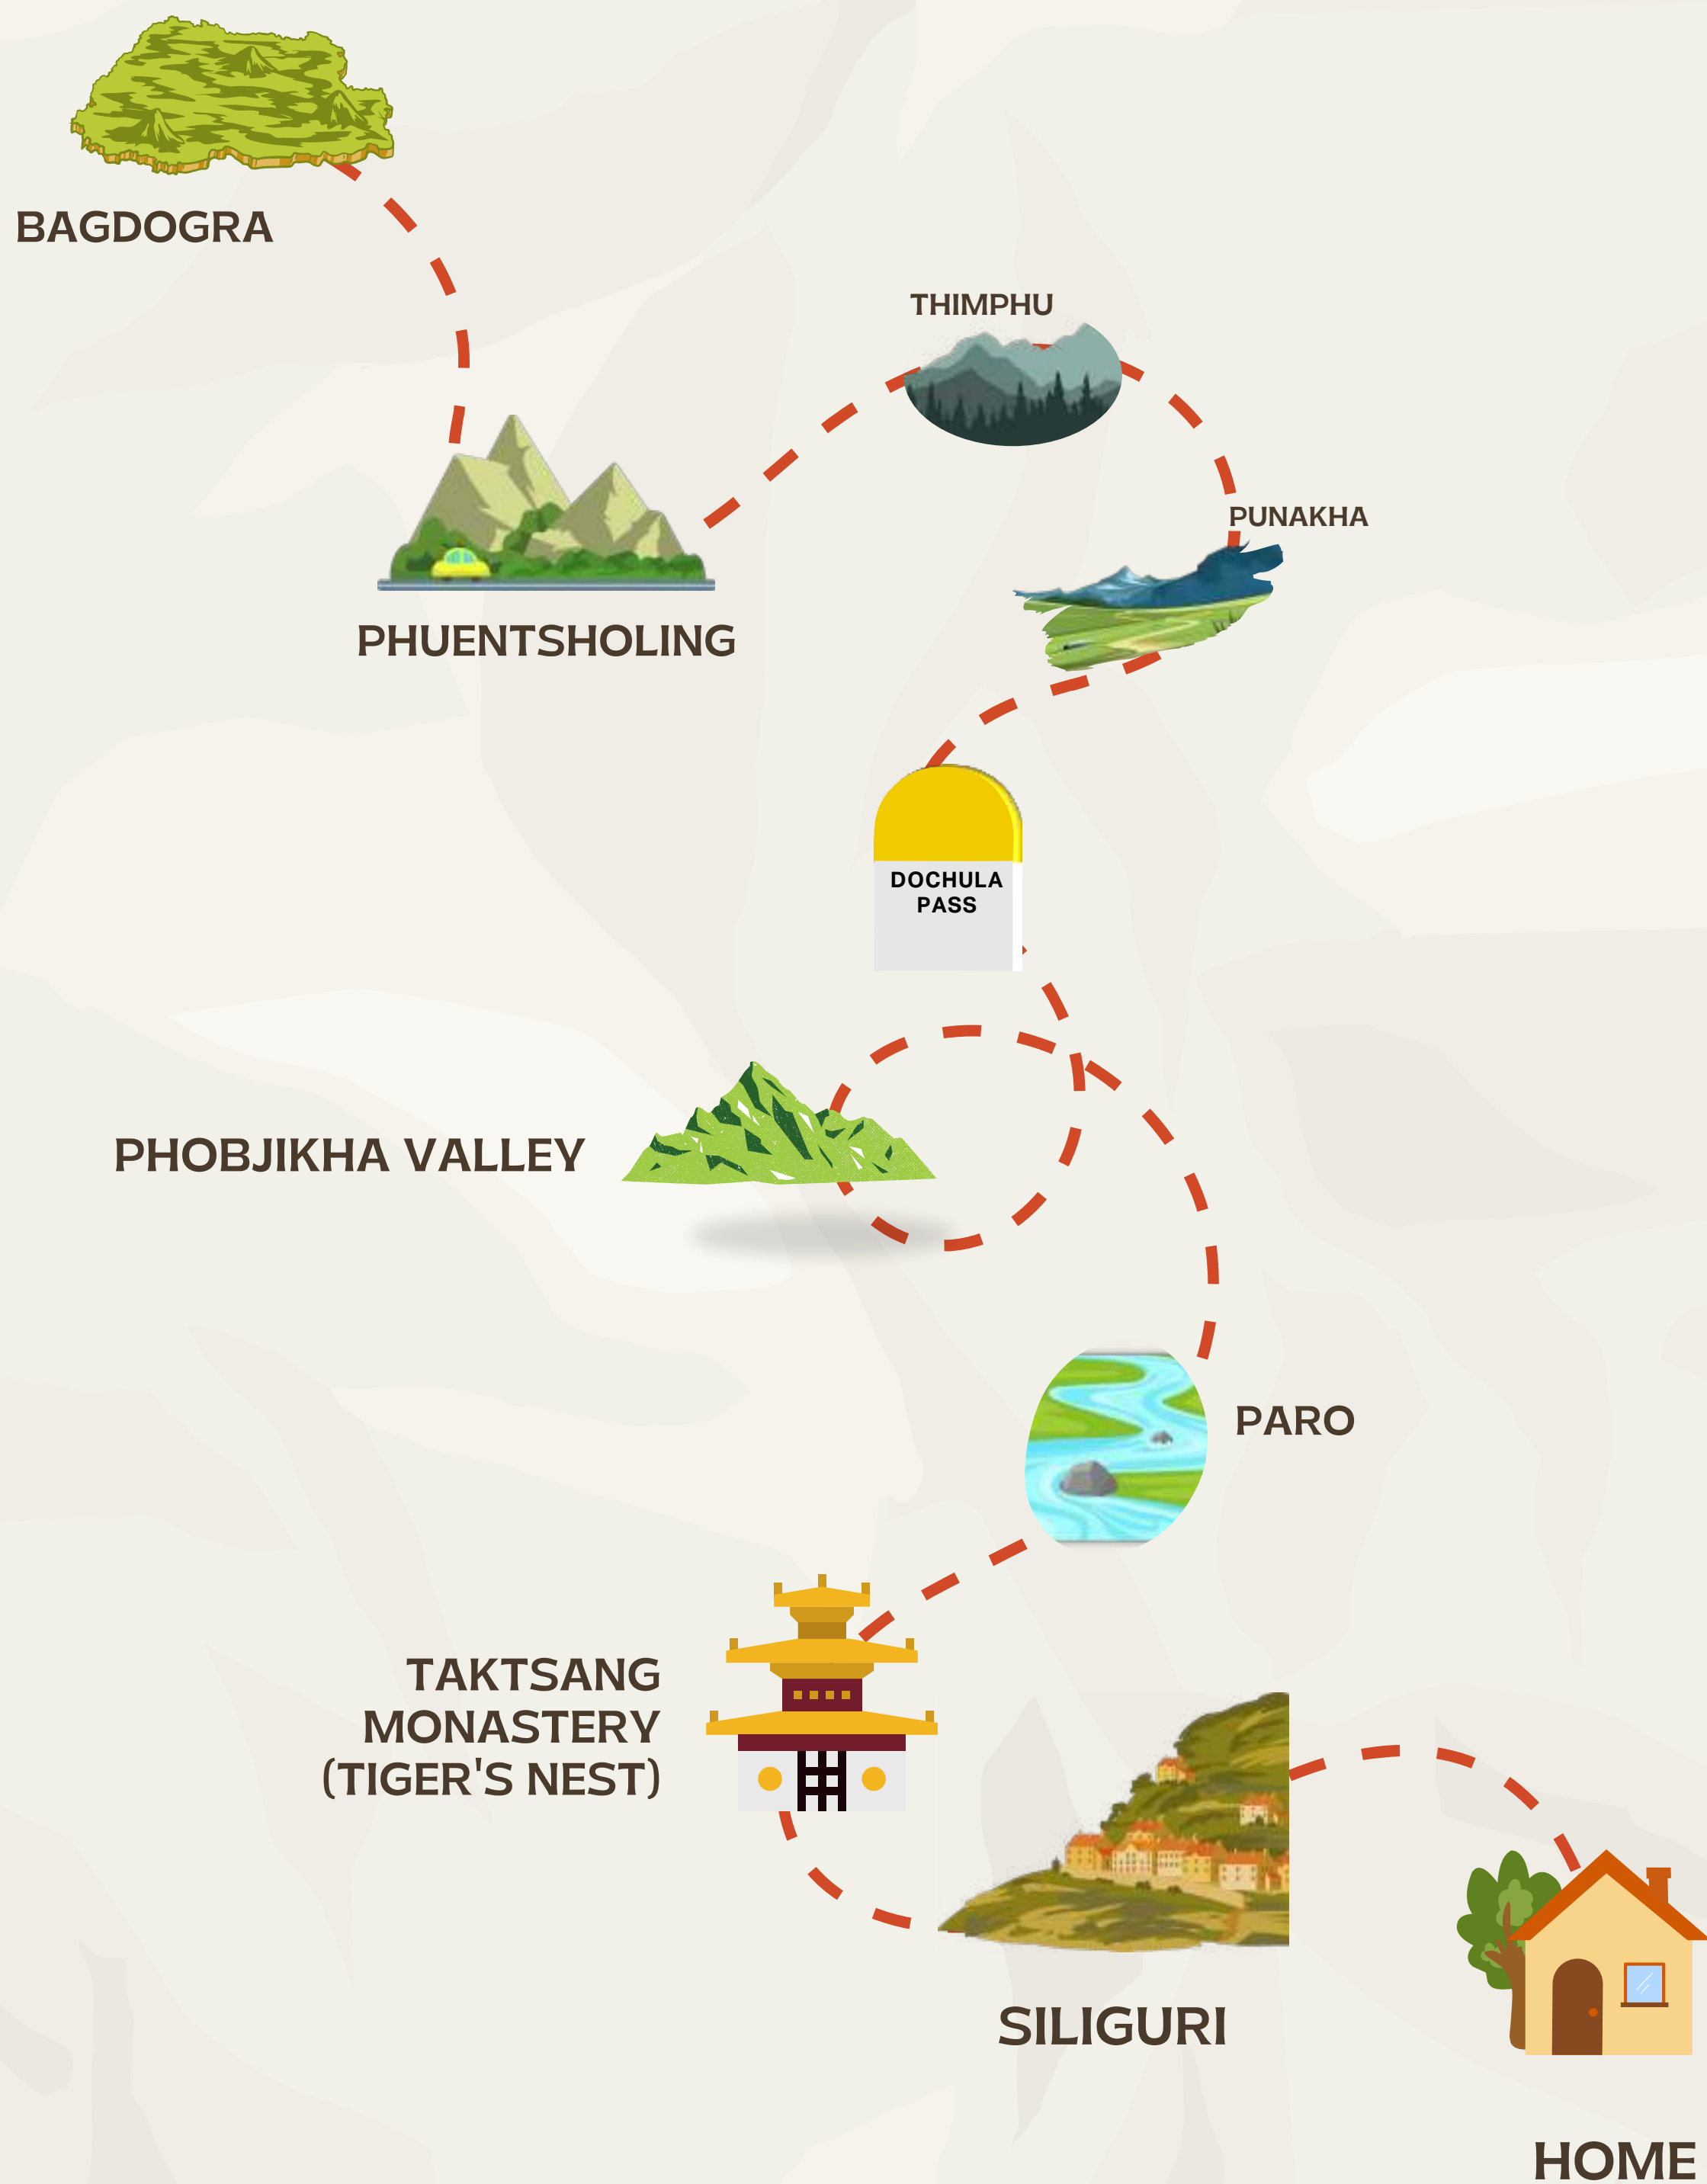 BAGDOGRA
THIMPHU
PUNAKHA
PHUENTSHOLING
DOCHULA
PASS
PHOBJIKHA VALLEY
PARO
TAKTSANG
MONASTERY
(TIGER'S NEST)
SILIGURI
HOME